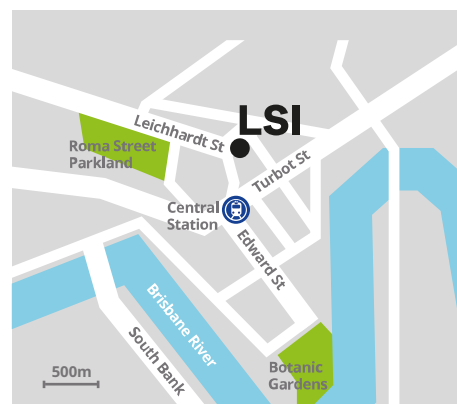 LSI
Leichhardt St
Roma Street
Parkland
Turbot St
Central
Station
Edward St
Brisbane River
South Bank
500m
Botanic
Gardens